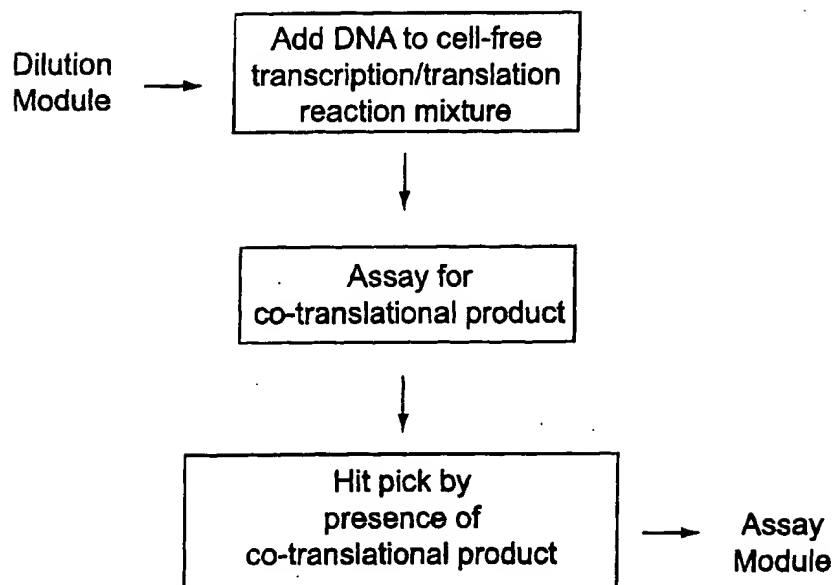 Dilution
Module
Add DNA to cell-free
transcription/translation
reaction mixture
Assay for
co-translational product
Hit pick by
presence of
co-translational product
Assay
Module